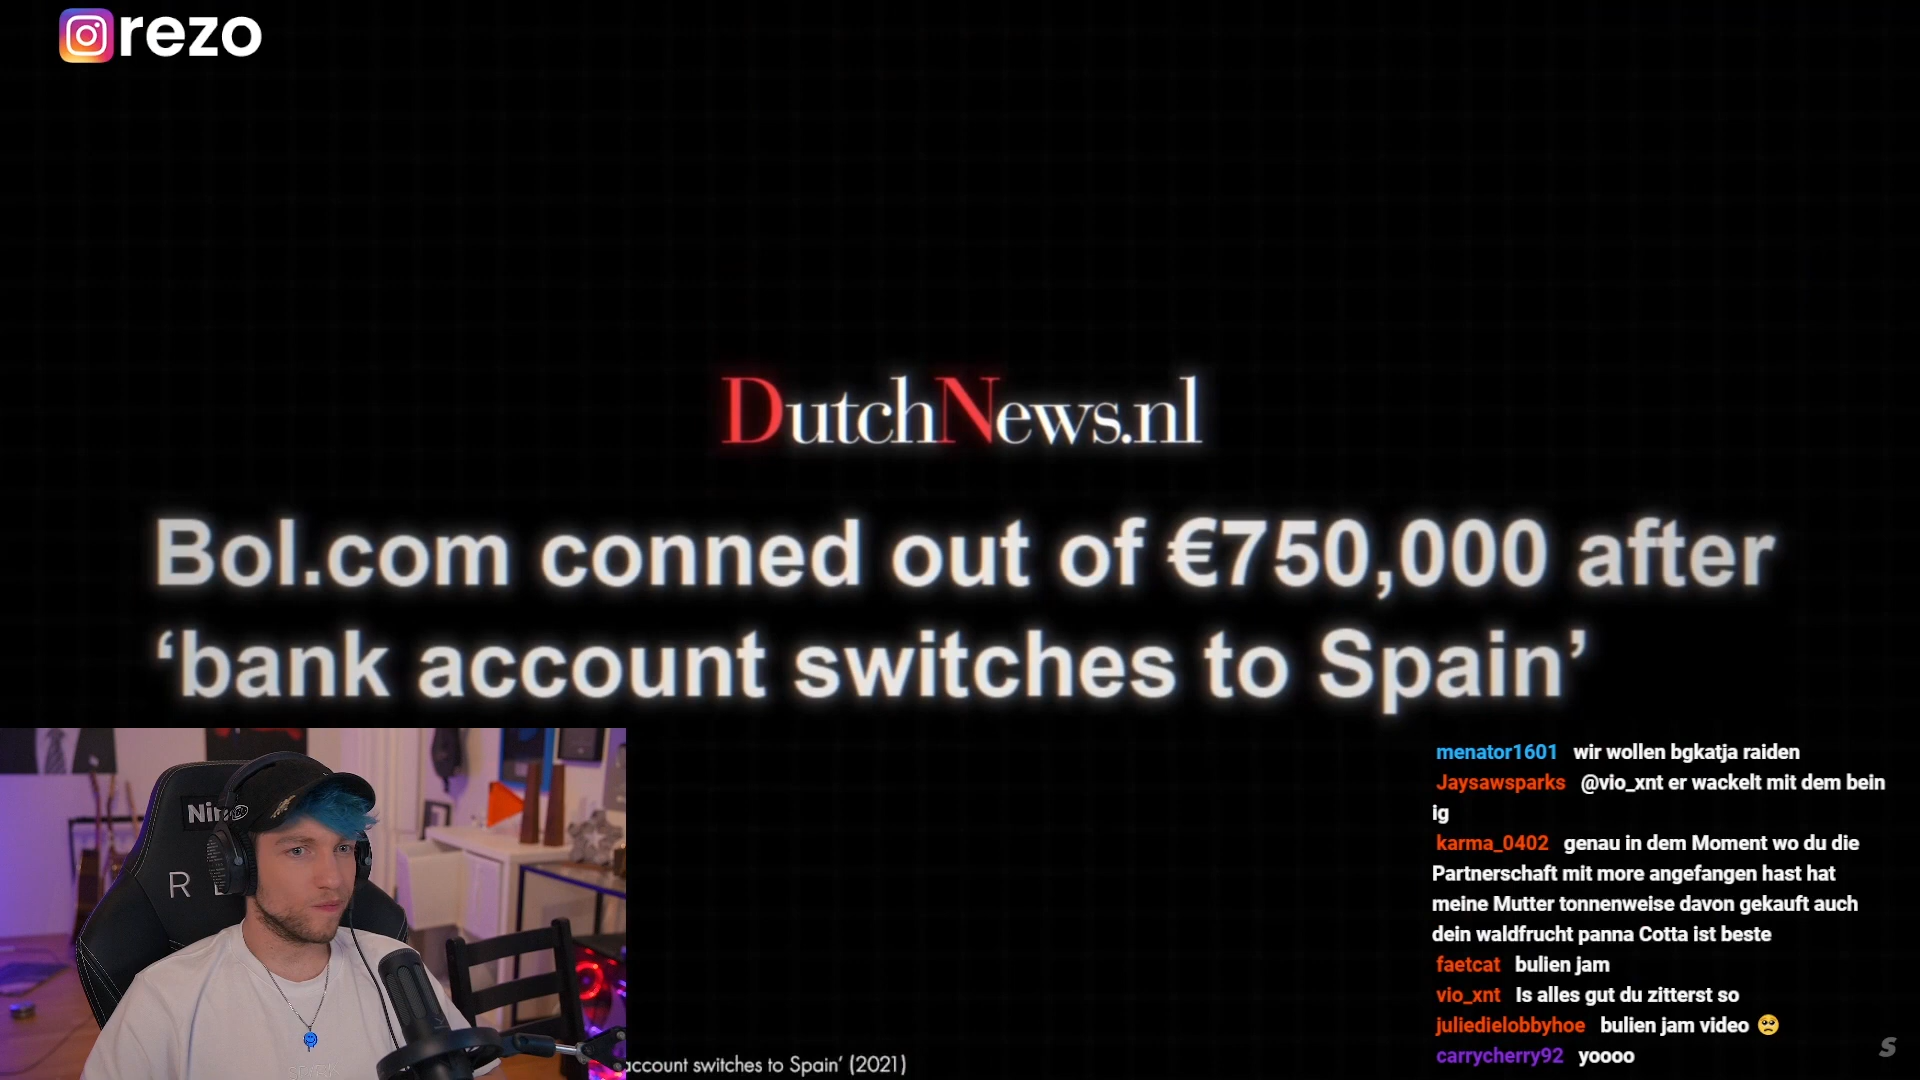 rezo
DutchNews.nl
Bol.com conned out of €750,000 after
‘bank account switches to Spain’
menator1601 wir wollen bgkatja raiden
Jaysawsparks @vio_xnt er wackelt mit dem bein
ig
karma_0402 genau in dem Moment wo du die
Partnerschaft mit more angefangen hast hat
meine Mutter tonnenweise davon gekauft auch
dein waldfrucht panna Cotta ist beste
faetcat bulien jam
vio_xnt Is alles gut du zitterst so
juliedielobbyhoe bulien jam video 🥺
carrycherry92 yoooo
account switches to Spain’ (2021)
S
R